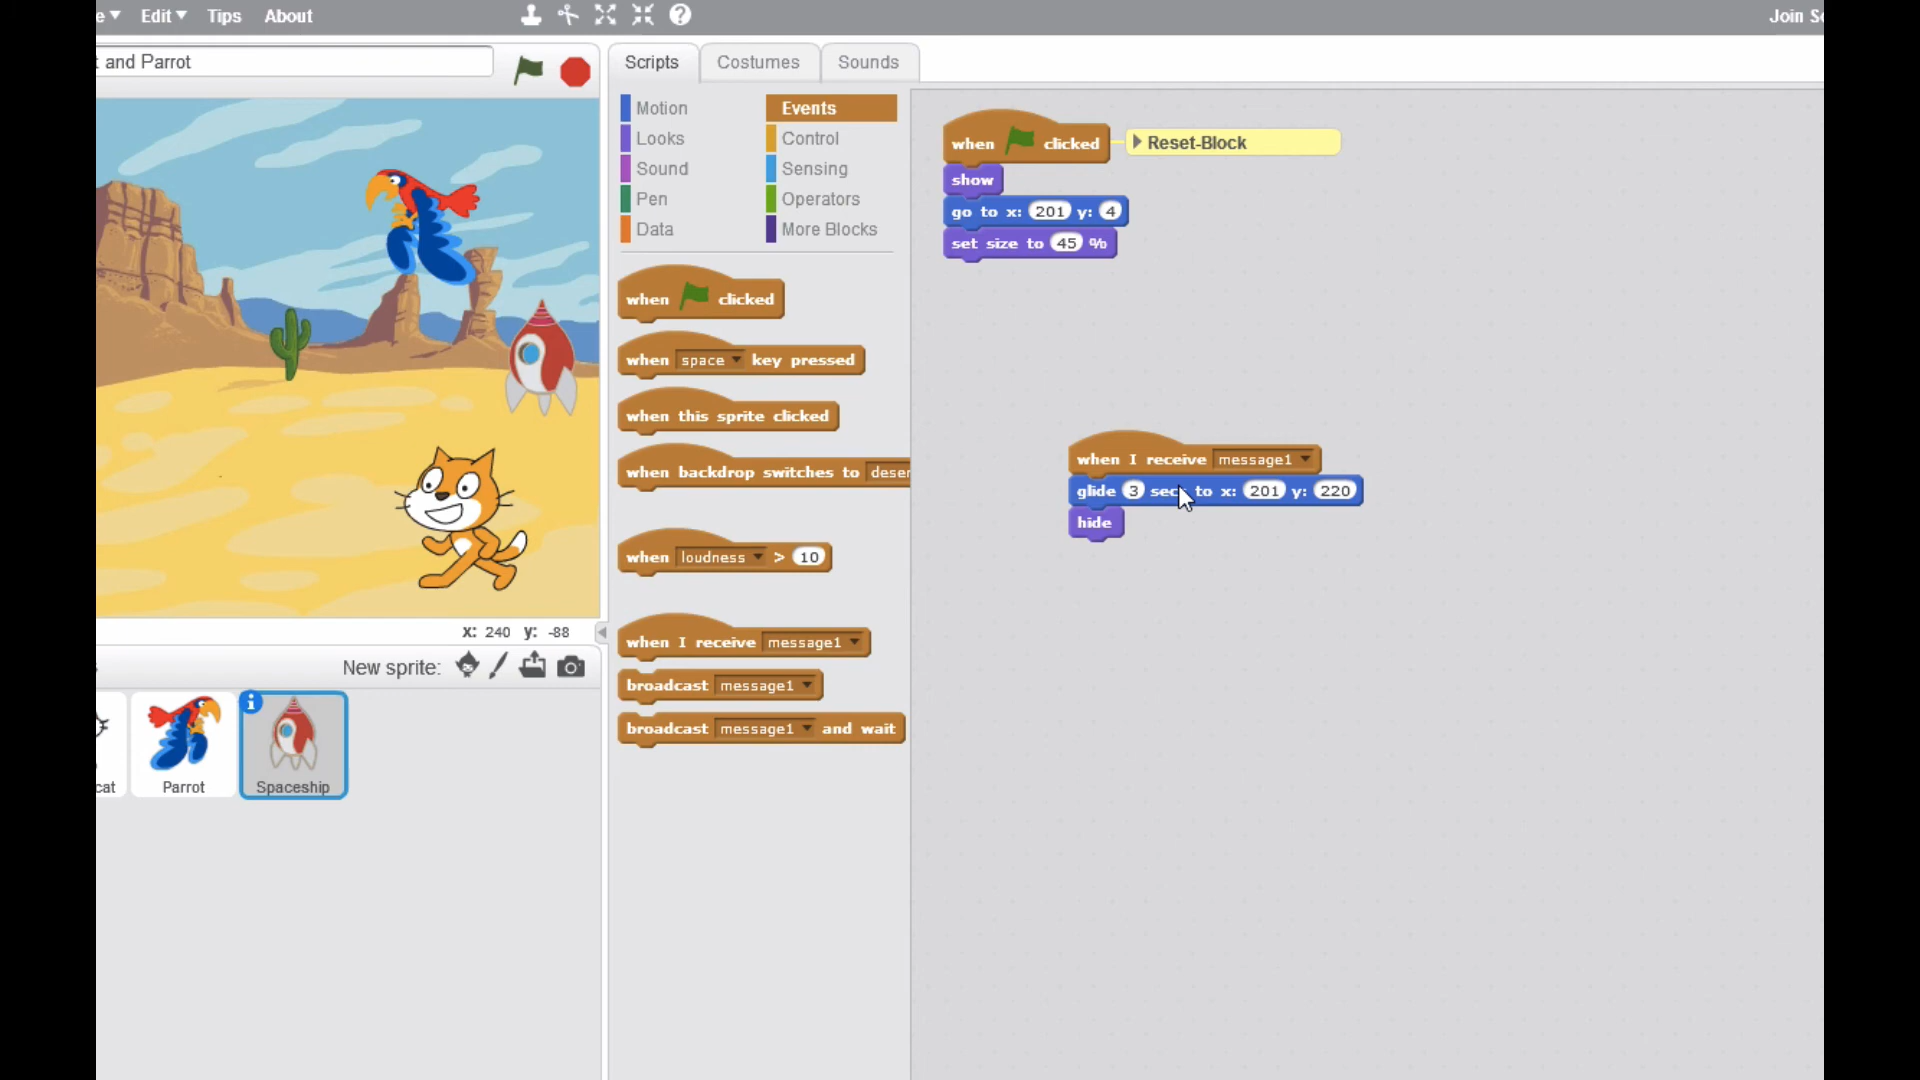 e Edit Tips About Join S
t and Parrot
Scripts Costumes Sounds
Motion Events
Looks Control
Sound Sensing
Pen Operators
Data More Blocks
when clicked
when space key pressed
when this sprite clicked
when backdrop switches to deser
when loudness > 10
when I receive message1
broadcast message1
broadcast message1 and wait
when clicked Reset-Block
show
go to x: 201 y: 4
set size to 45 %
when I receive message1
glide 3 secs to x: 201 y: 220
hide
x: 240 y: -88
New sprite:
cat Parrot Spaceship